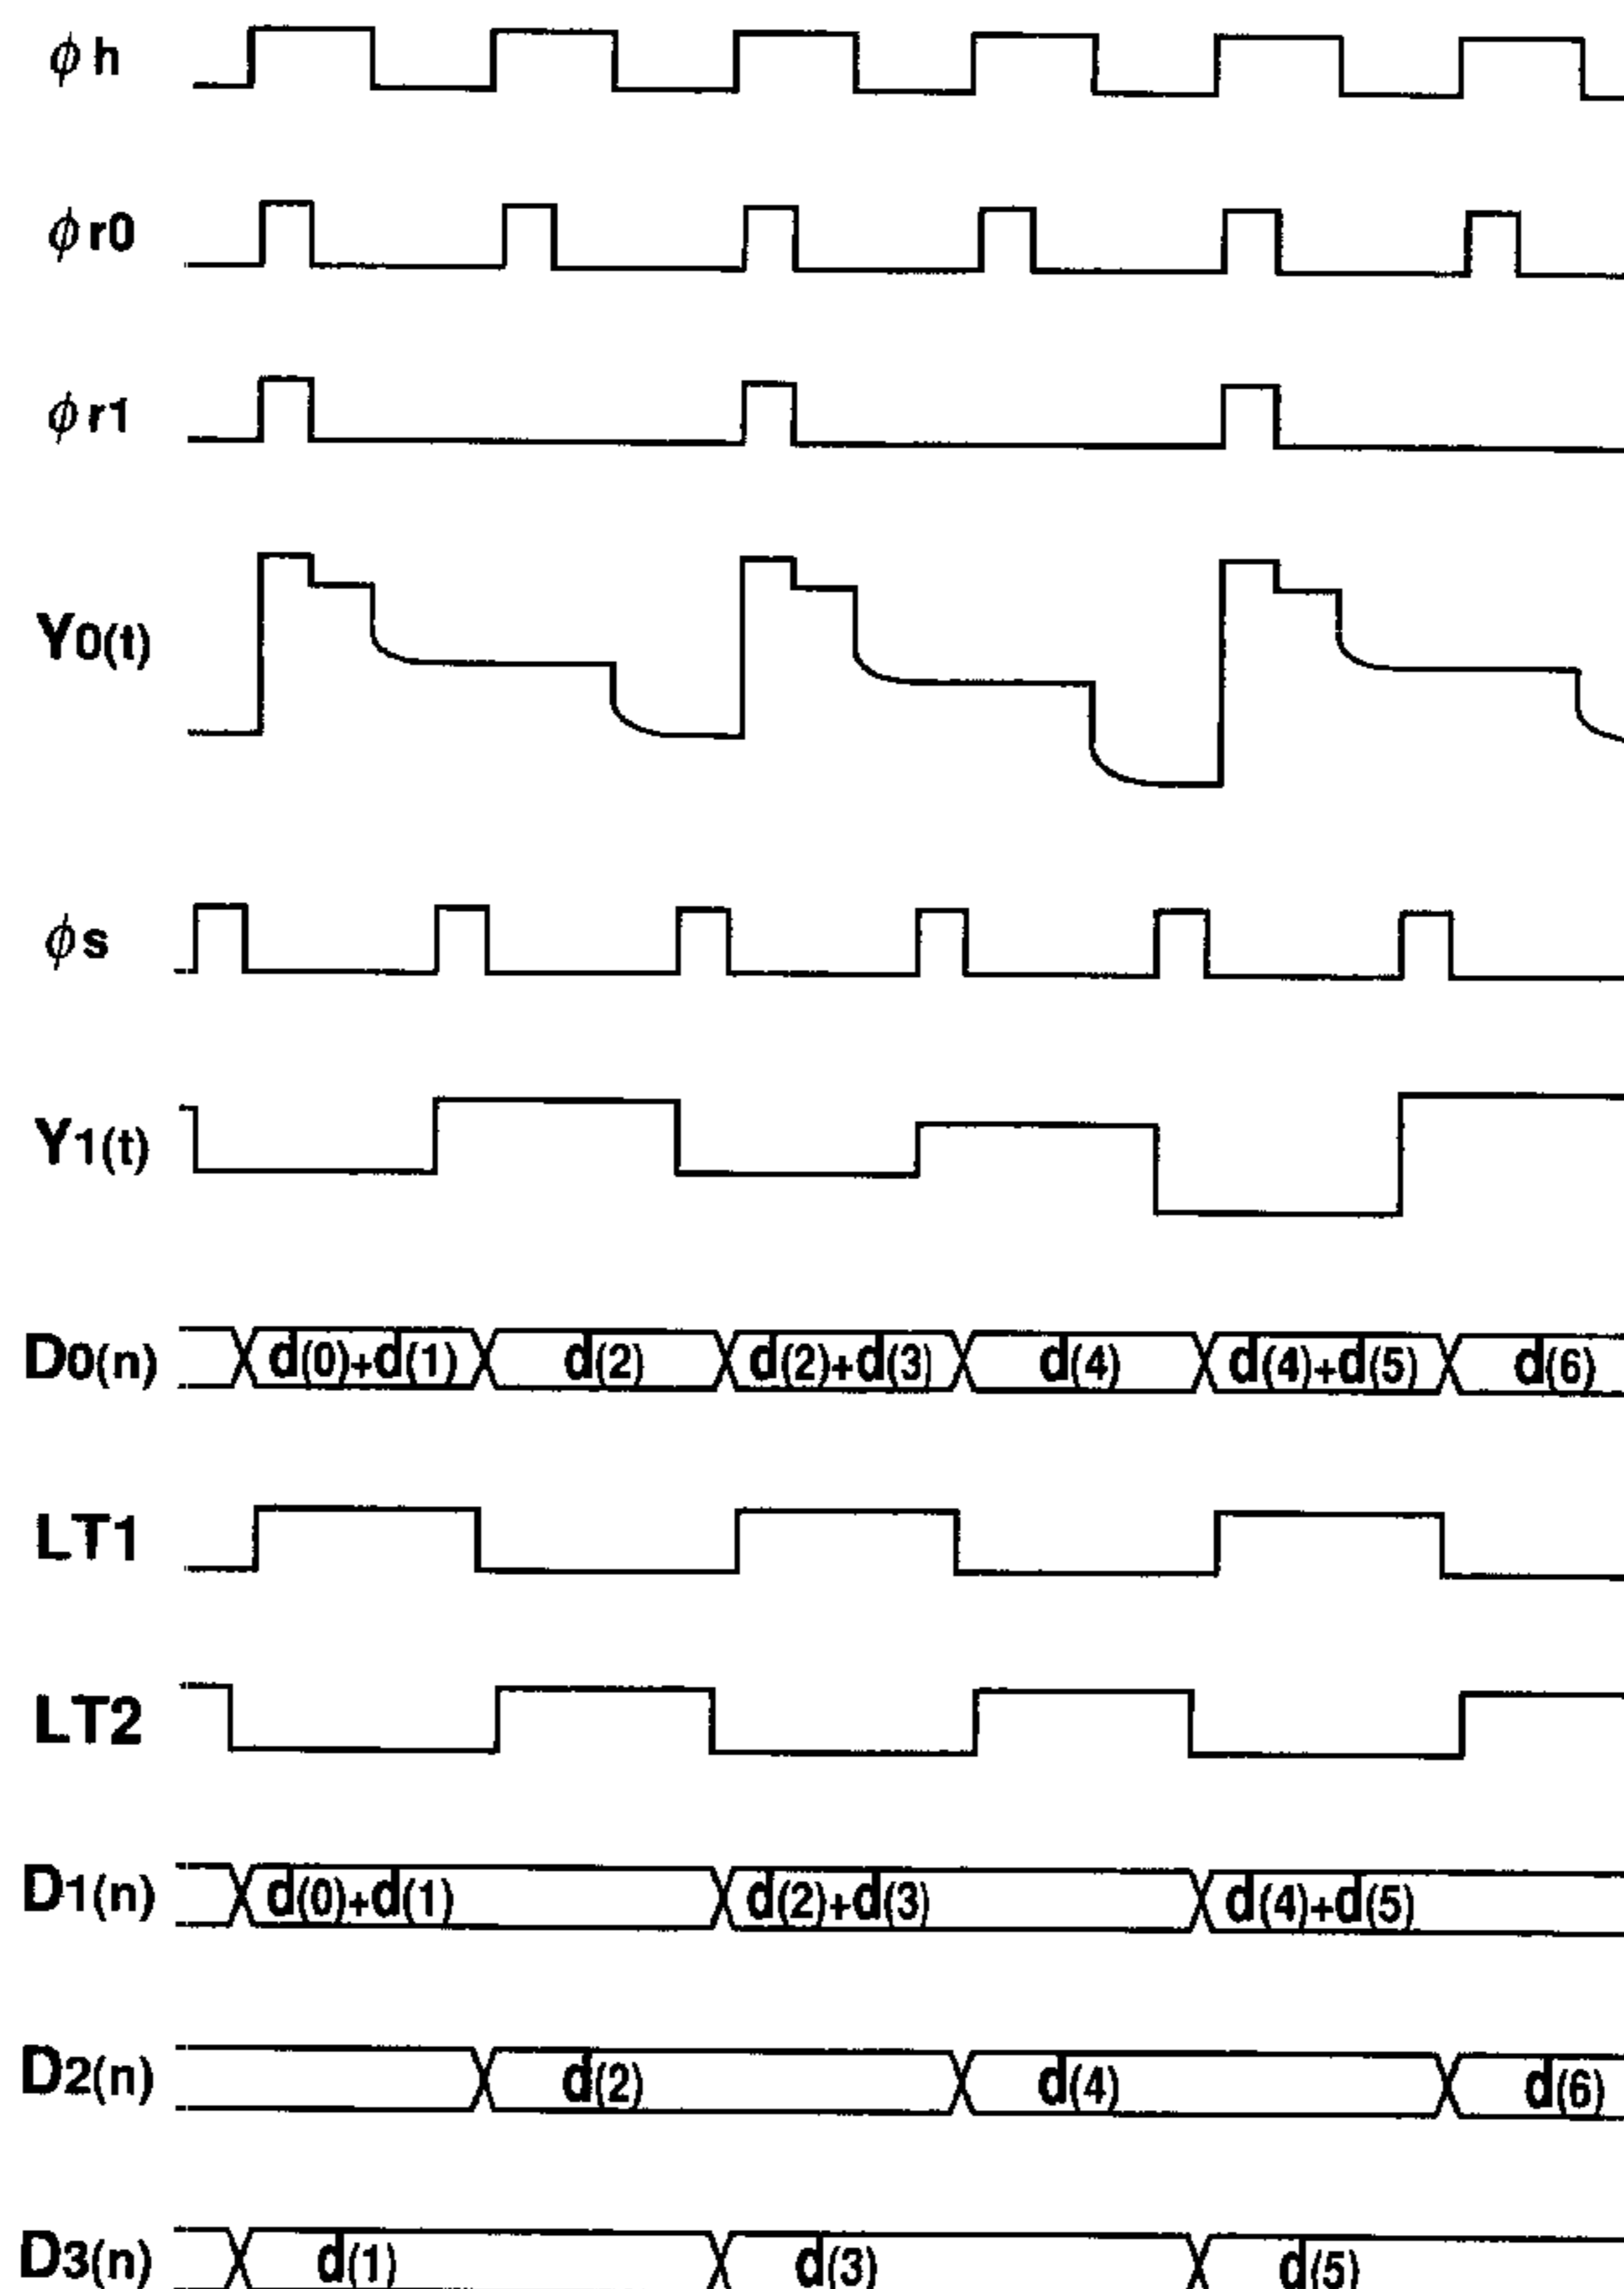 ϕh
ϕr0
ϕr1
Y0(t)
ϕs
Y1(t)
D0(n) d(0)+d(1) d(2) d(2)+d(3) d(4) d(4)+d(5) d(6)
LT1
LT2
D1(n) d(0)+d(1) d(2)+d(3) d(4)+d(5)
D2(n) d(2) d(4) d(6)
D3(n) d(1) d(3) d(5)